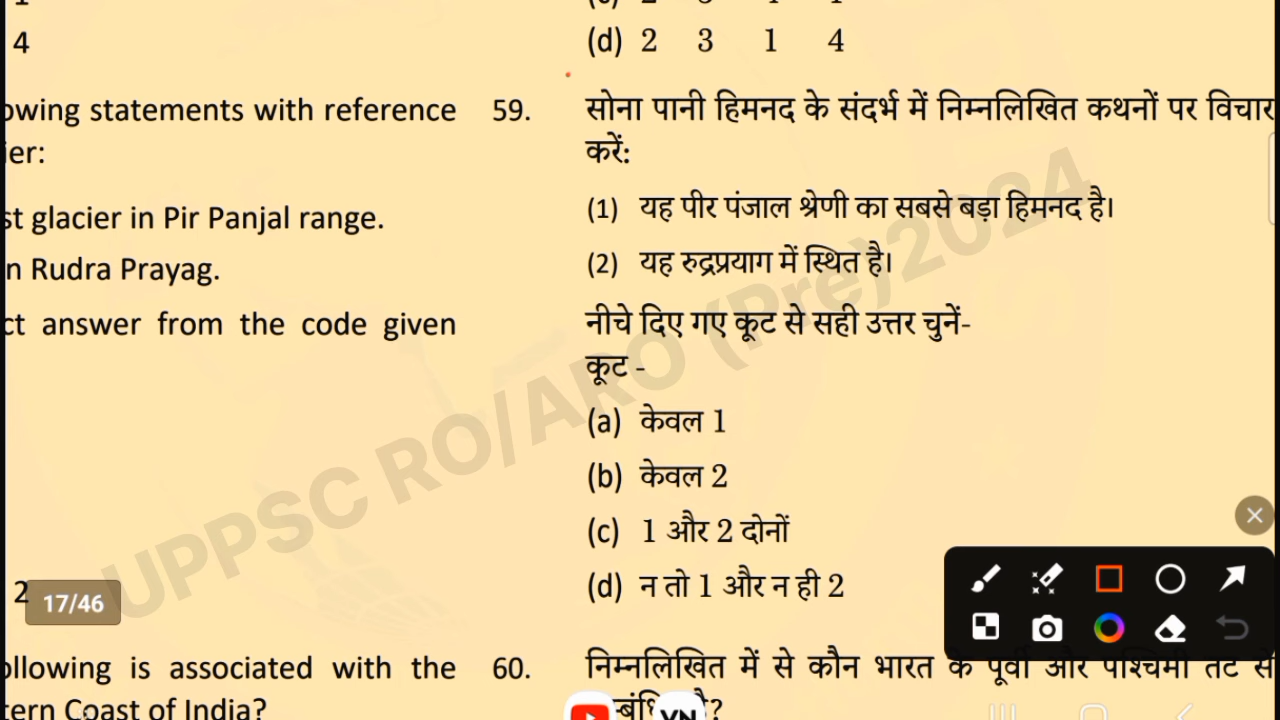 4
(d) 2 3 1 4
owing statements with reference
ier:
st glacier in Pir Panjal range.
n Rudra Prayag.
ct answer from the code given
2
17/46
ollowing is associated with the
tern Coast of India?
59. सोना पानी हिमनद के संदर्भ में निम्नलिखित कथनों पर विचार
करें:
(1) यह पीर पंजाल श्रेणी का सबसे बड़ा हिमनद है।
(2) यह रुद्रप्रयाग में स्थित है।
नीचे दिए गए कूट से सही उत्तर चुनें-
कूट -
(a) केवल 1
(b) केवल 2
(c) 1 और 2 दोनों
(d) न तो 1 और न ही 2
60. निम्नलिखित में से कौन भारत के पूर्वी और पश्चिमी तट से
UPPSC RO/ARO (Pre) 2024
VN